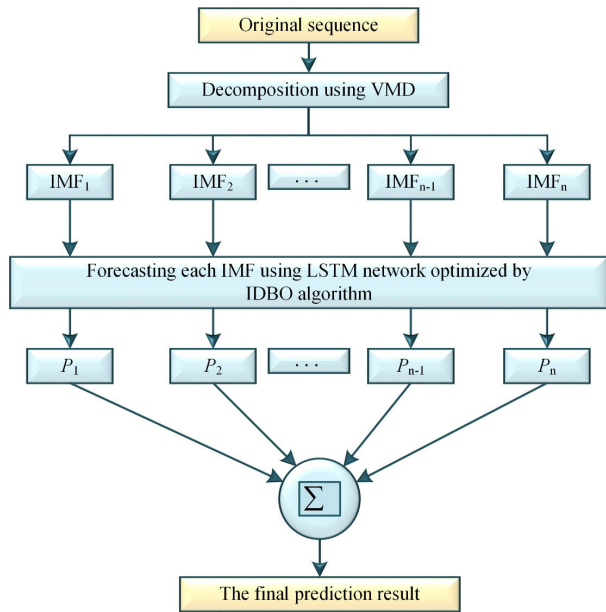 Original sequence
Decomposition using VMD
IMF₁ IMF₂ ... IMFₙ₋₁ IMFₙ
Forecasting each IMF using LSTM network optimized by
IDBO algorithm
P₁ P₂ ... Pₙ₋₁ Pₙ
∑
The final prediction result